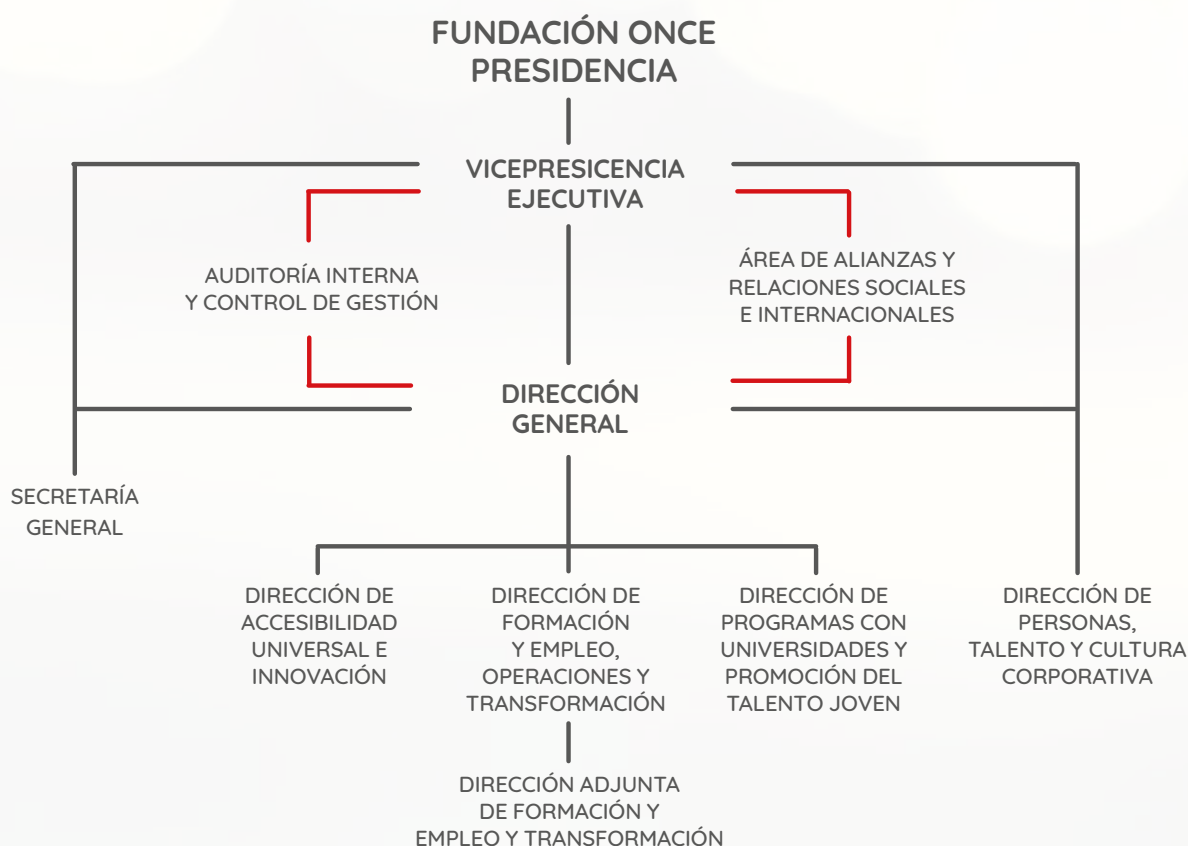 FUNDACIÓN ONCE
PRESIDENCIA
VICEPRESICENCIA
EJECUTIVA
AUDITORÍA INTERNA
Y CONTROL DE GESTIÓN
ÁREA DE ALIANZAS Y
RELACIONES SOCIALES
E INTERNACIONALES
DIRECCIÓN
GENERAL
SECRETARÍA
GENERAL
DIRECCIÓN DE
ACCESIBILIDAD
UNIVERSAL E
INNOVACIÓN
DIRECCIÓN DE
FORMACIÓN
Y EMPLEO,
OPERACIONES Y
TRANSFORMACIÓN
DIRECCIÓN DE
PROGRAMAS CON
UNIVERSIDADES Y
PROMOCIÓN DEL
TALENTO JOVEN
DIRECCIÓN DE
PERSONAS,
TALENTO Y CULTURA
CORPORATIVA
DIRECCIÓN ADJUNTA
DE FORMACIÓN Y
EMPLEO Y TRANSFORMACIÓN